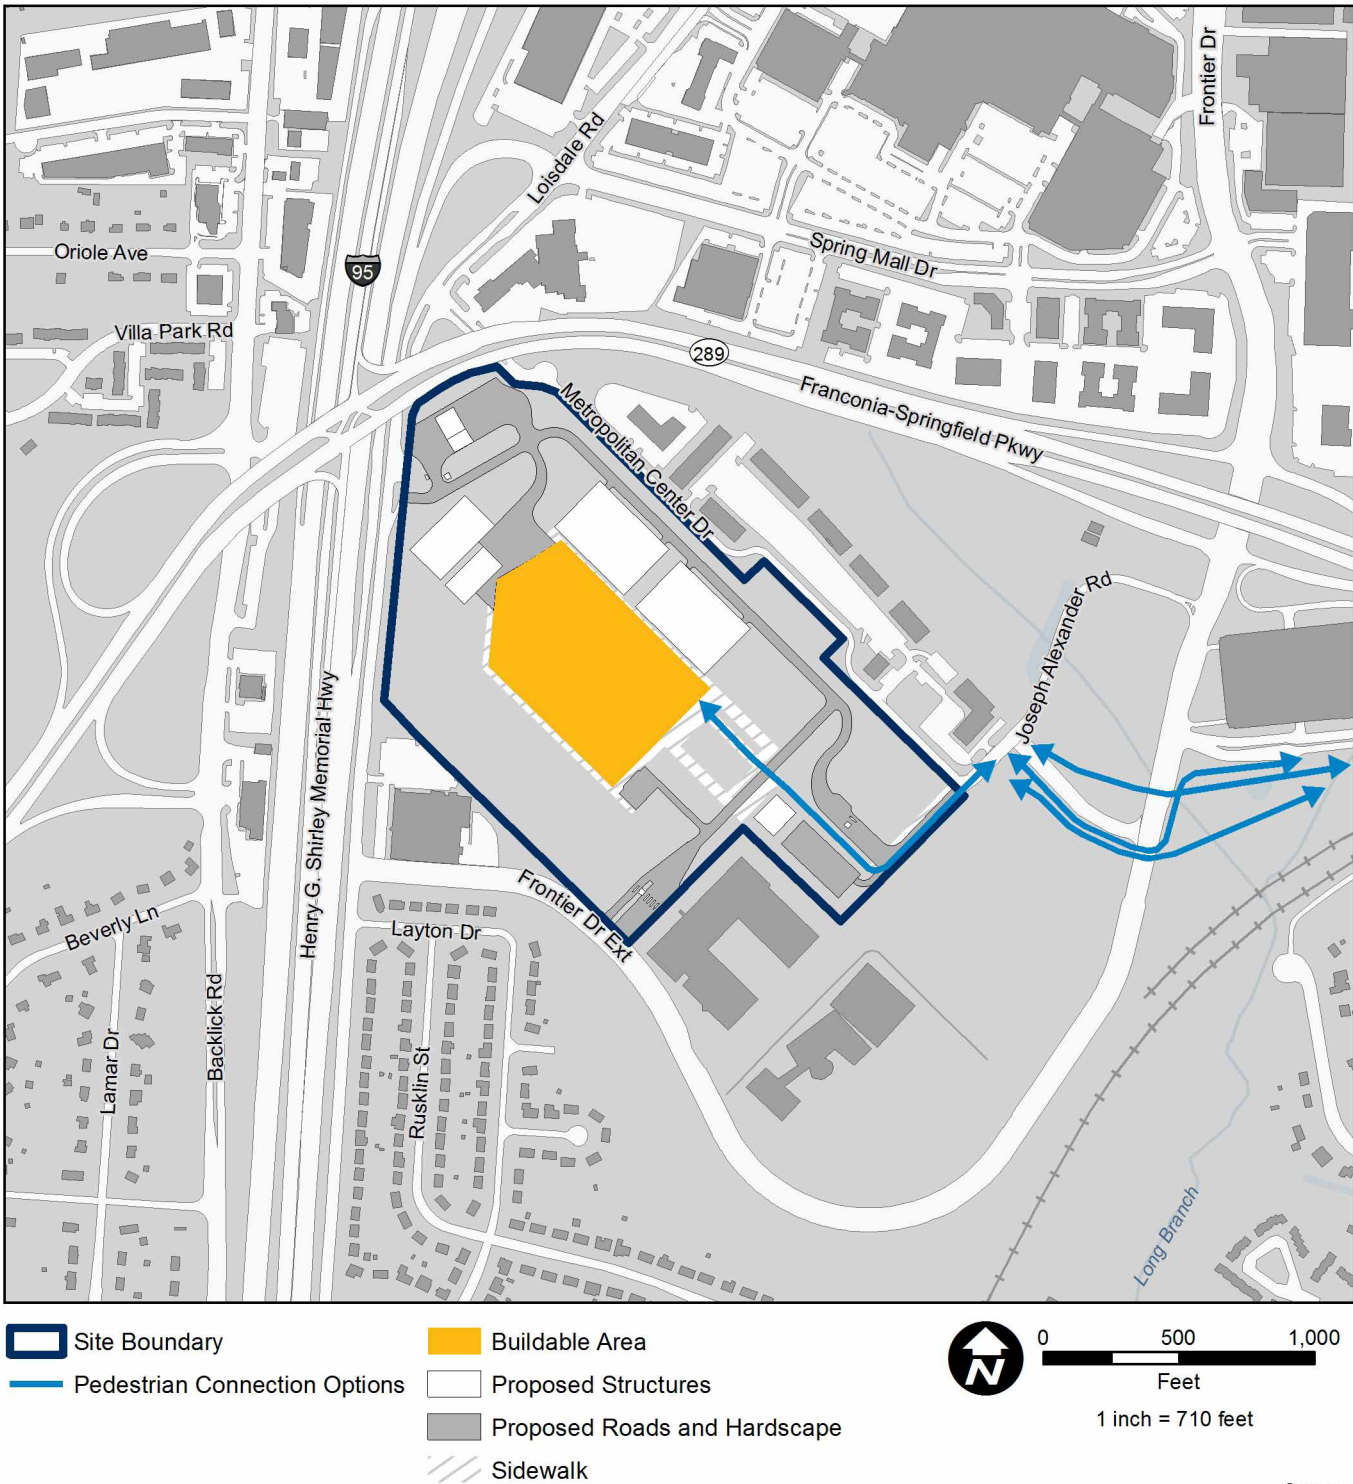 Frontier Dr
Loisdale Rd
Oriole Ave
95
Spring Mall Dr
Villa Park Rd
289
Franconia-Springfield Pkwy
Metropolitan Center Dr
Joseph Alexander Rd
Henry G. Shirley Memorial Hwy
Frontier Dr Ext
Beverly Ln
Layton Dr
Backlick Rd
Lamar Dr
Rusklin St
Long Branch
Site Boundary
Pedestrian Connection Options
Buildable Area
Proposed Structures
Proposed Roads and Hardscape
Sidewalk
N
0 500 1,000
Feet
1 inch = 710 feet